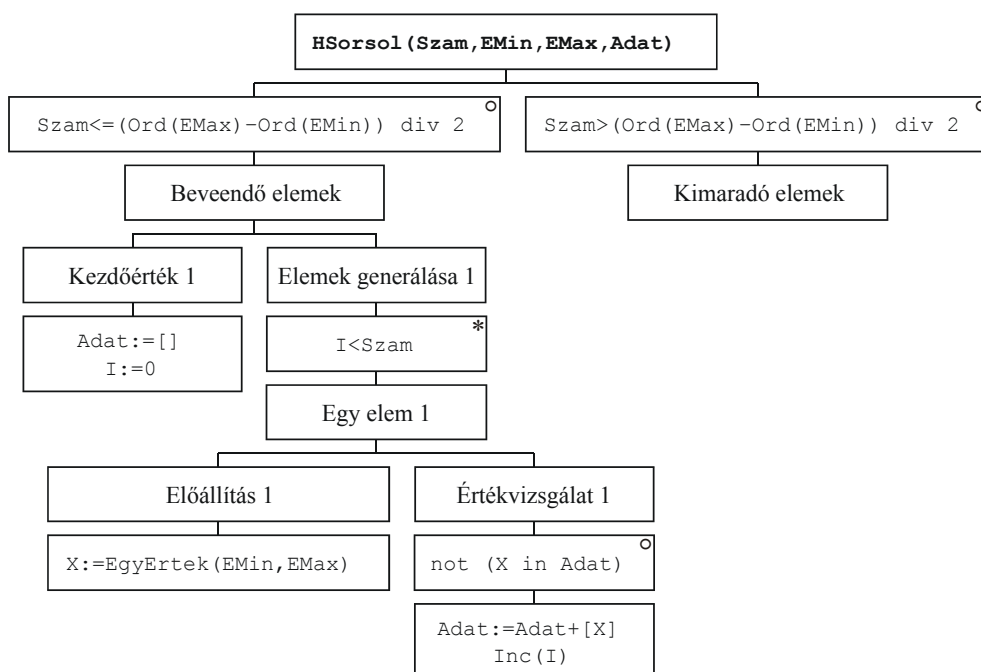 HSorsol(Szam,EMin,EMax,Adat)
Szam<=(Ord(EMax)-Ord(EMin)) div 2
Szam>(Ord(EMax)-Ord(EMin)) div 2
Beveendő elemek
Kimaradó elemek
Kezdőérték 1
Elemek generálása 1
Adat:=[]
I:=0
*
I<Szam
Egy elem 1
Előállítás 1
Értékvizsgálat 1
X:=EgyErtek(EMin,EMax)
not (X in Adat)
Adat:=Adat+[X]
Inc(I)